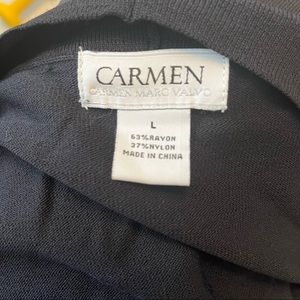 CARMEN
CARMEN MARC VALVO
L
63%RAYON
37%NYLON
MADE IN CHINA